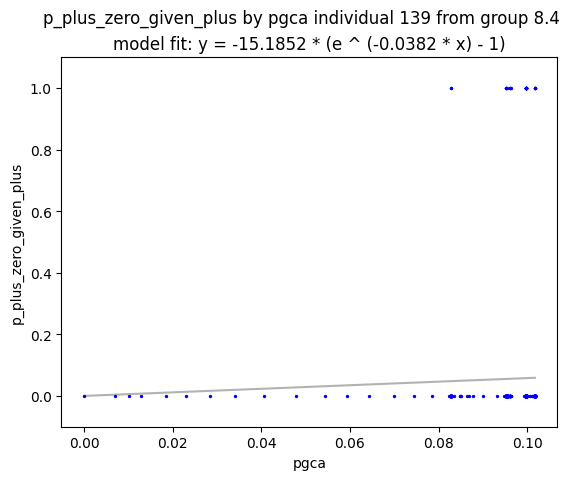 p_plus_zero_given_plus by pgca individual 139 from group 8.4
model fit: y = -15.1852 * (e ^ (-0.0382 * x) - 1)
p_plus_zero_given_plus
1.0
0.8
0.6
0.4
0.2
0.0
0.00 0.02 0.04 0.06 0.08 0.10
pgca